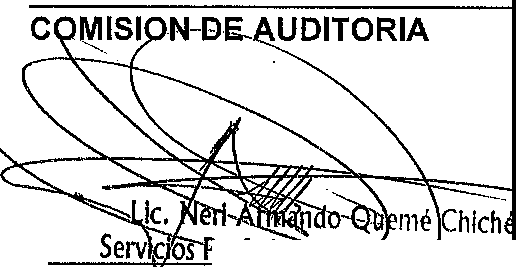 COMISION DE AUDITORIA
Lic. Neri Armando Quemé Chiché
Servicios